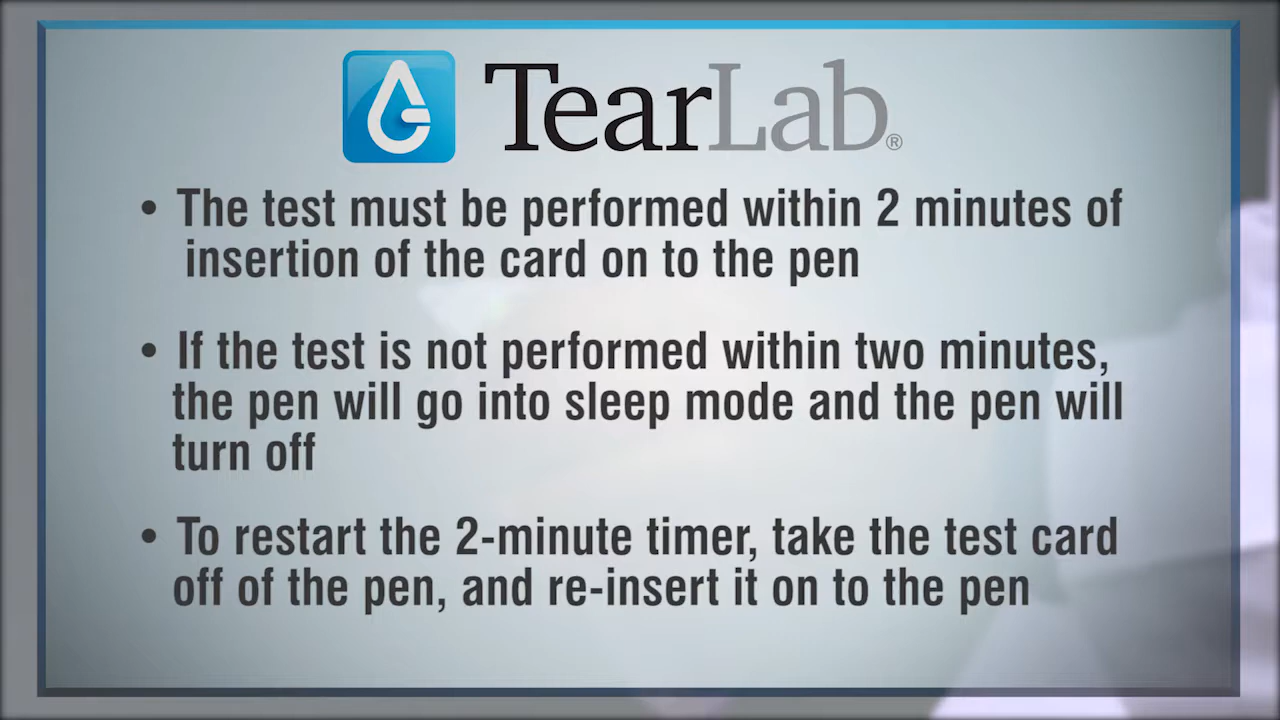 TearLab®
• The test must be performed within 2 minutes of
insertion of the card on to the pen
• If the test is not performed within two minutes,
the pen will go into sleep mode and the pen will
turn off
• To restart the 2-minute timer, take the test card
off of the pen, and re-insert it on to the pen